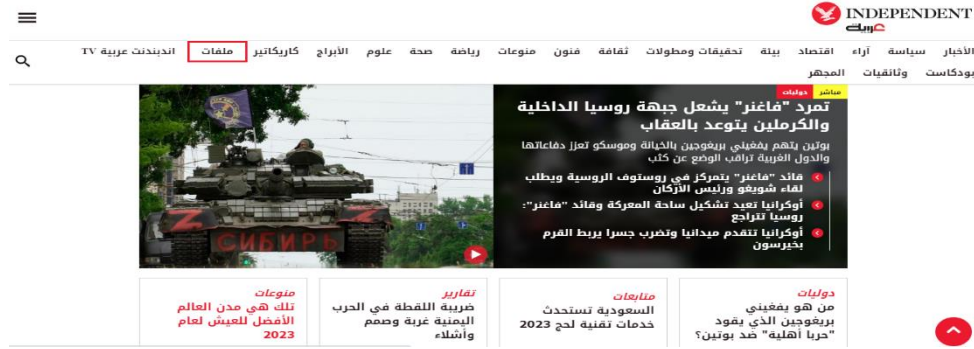 INDEPENDENT
عربية
الأخبار سياسة آراء اقتصاد بيئة تحقيقات ومطولات ثقافة فنون منوعات رياضة صحة علوم الأبراج كاريكاتير ملفات اندبندنت عربية TV
بودكاست وثائقيات المجهر
مباشر دوليات
تمرد "فاغنر" يشعل جبهة روسيا الداخلية
والكرملين يتوعد بالعقاب
بوتين يتهم يفغيني بريغوجين بالخيانة وموسكو تعزز دفاعاتها
والدول الغربية تراقب الوضع عن كثب
قائد "فاغنر" يتمركز في روستوف الروسية ويطلب
لقاء شويغو ورئيس الأركان
أوكرانيا تعيد تشكيل ساحة المعركة وقائد "فاغنر":
روسيا تتراجع
أوكرانيا تتقدم ميدانيا وتضرب جسرا يربط القرم
بخيرسون
Z
СИБИРЬ
Z
دوليات
من هو يفغيني
بريغوجين الذي يقود
"حربا أهلية" ضد بوتين؟
متابعات
السعودية تستحدث
خدمات تقنية لحج 2023
تقارير
ضريبة اللقطة في الحرب
اليمنية غربة وصمم
وأشلاء
منوعات
تلك هي مدن العالم
الأفضل للعيش لعام
2023